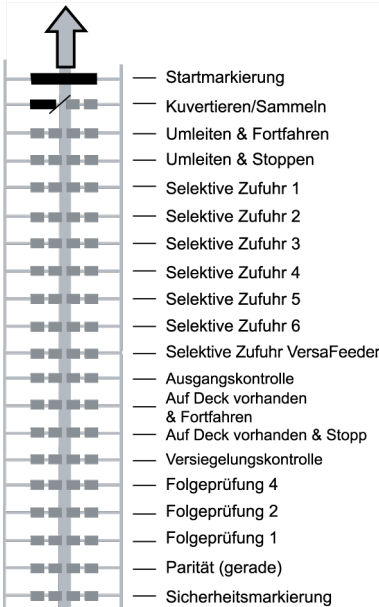 Startmarkierung
Kuvertieren/Sammeln
Umleiten & Fortfahren
Umleiten & Stoppen
Selektive Zufuhr 1
Selektive Zufuhr 2
Selektive Zufuhr 3
Selektive Zufuhr 4
Selektive Zufuhr 5
Selektive Zufuhr 6
Selektive Zufuhr VersaFeeder
Ausgangskontrolle
Auf Deck vorhanden
& Fortfahren
Auf Deck vorhanden & Stopp
Versiegelungskontrolle
Folgeprüfung 4
Folgeprüfung 2
Folgeprüfung 1
Parität (gerade)
Sicherheitsmarkierung